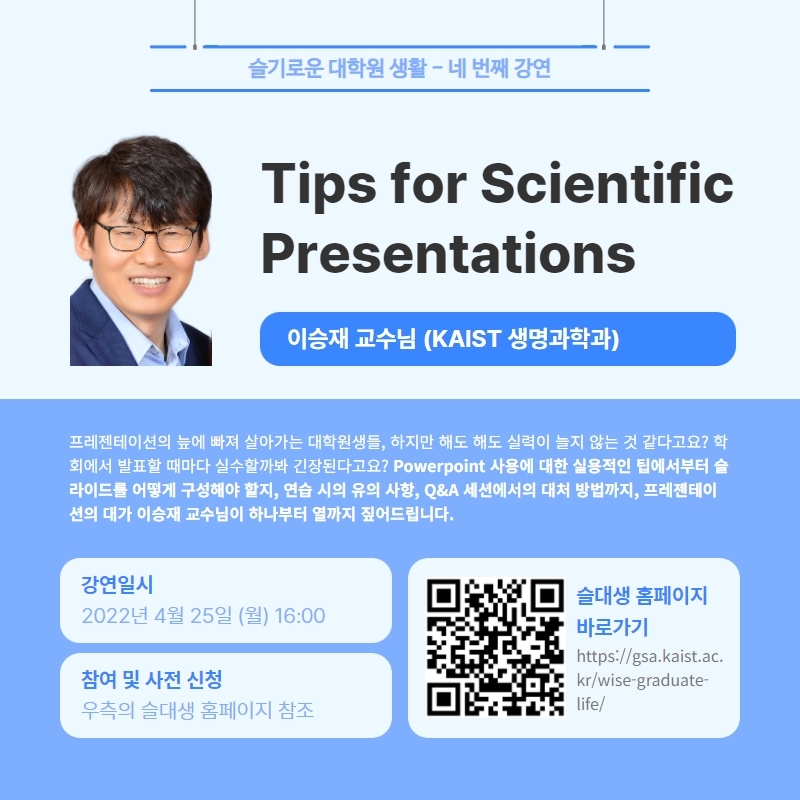 슬기로운 대학원 생활 - 네 번째 강연
Tips for Scientific
Presentations
이승재 교수님 (KAIST 생명과학과)
프레젠테이션의 늪에 빠져 살아가는 대학원생들, 하지만 해도 해도 실력이 늘지 않는 것 같다고요? 학
회에서 발표할 때마다 실수할까봐 긴장된다고요? Powerpoint 사용에 대한 실용적인 팁에서부터 슬
라이드를 어떻게 구성해야 할지, 연습 시의 유의 사항, Q&A 세션에서의 대처 방법까지, 프레젠테이
션의 대가 이승재 교수님이 하나부터 열까지 짚어드립니다.
강연일시
2022년 4월 25일 (월) 16:00
참여 및 사전 신청
우측의 슬대생 홈페이지 참조
슬대생 홈페이지
바로가기
https://gsa.kaist.ac.
kr/wise-graduate-
life/